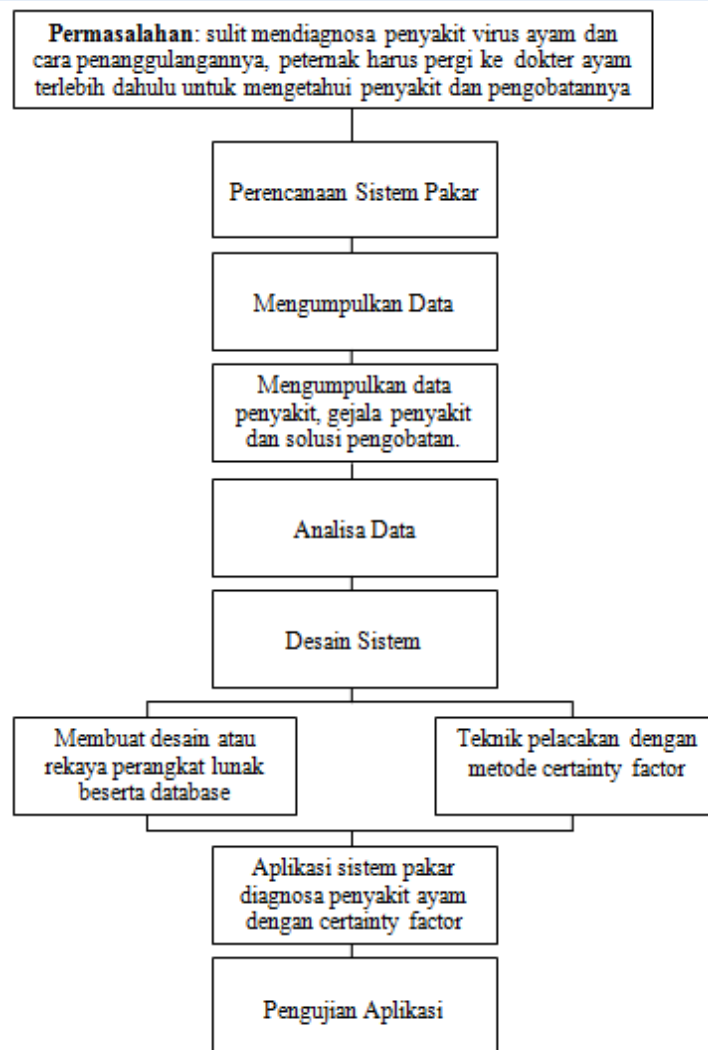 Permasalahan: sulit mendiagnosa penyakit virus ayam dan
cara penanggulangannya, peternak harus pergi ke dokter ayam
terlebih dahulu untuk mengetahui penyakit dan pengobatannya
Perencanaan Sistem Pakar
Mengumpulkan Data
Mengumpulkan data
penyakit, gejala penyakit
dan solusi pengobatan.
Analisa Data
Desain Sistem
Membuat desain atau
rekaya perangkat lunak
beserta database
Teknik pelacakan dengan
metode certainty factor
Aplikasi sistem pakar
diagnosa penyakit ayam
dengan certainty factor
Pengujian Aplikasi